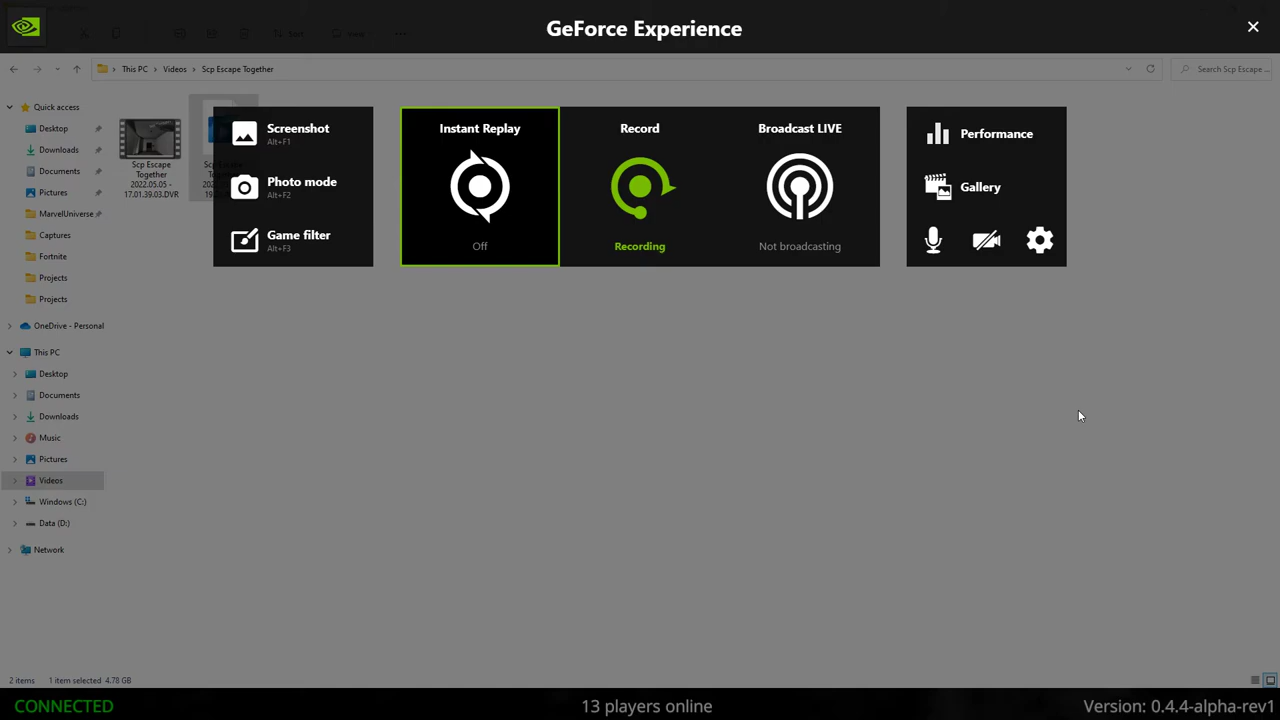 GeForce Experience
Sort
This PC > Videos > Scp Escape Together
Search Scp Escape ...
Quick access
Desktop
Downloads
Documents
Pictures
MarvelUniverse
Captures
Fortnite
Projects
Projects
OneDrive - Personal
This PC
Desktop
Documents
Downloads
Music
Pictures
Videos
Windows (C:)
Data (D:)
Network
Scp Escape
Together
2022.05.05 -
17.01.39.03.DVR
Screenshot
Alt+F1
Photo mode
Alt+F2
Game filter
Alt+F3
Instant Replay
Off
Record
Recording
Broadcast LIVE
Not broadcasting
Performance
Gallery
2 items 1 item selected 4.78 GB
CONNECTED
13 players online
Version: 0.4.4-alpha-rev1